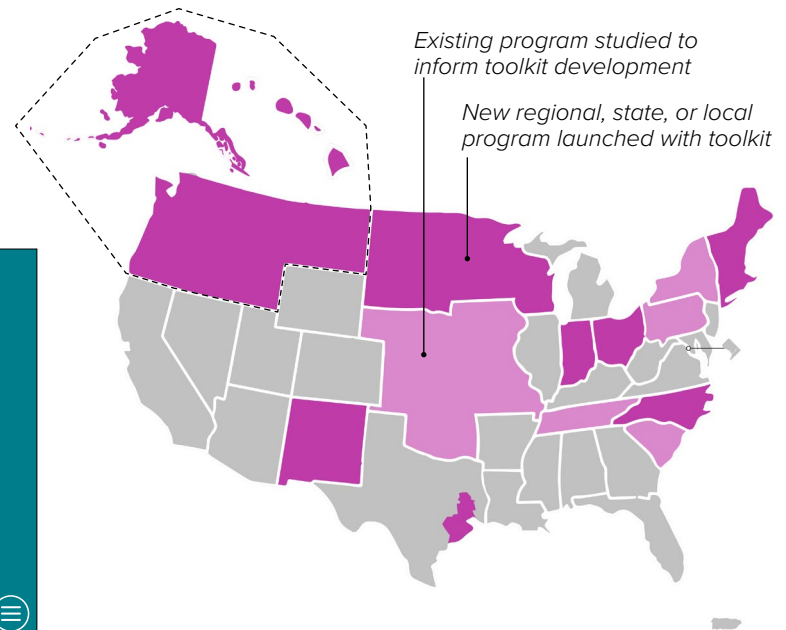 Existing program studied to
inform toolkit development
New regional, state, or local
program launched with toolkit